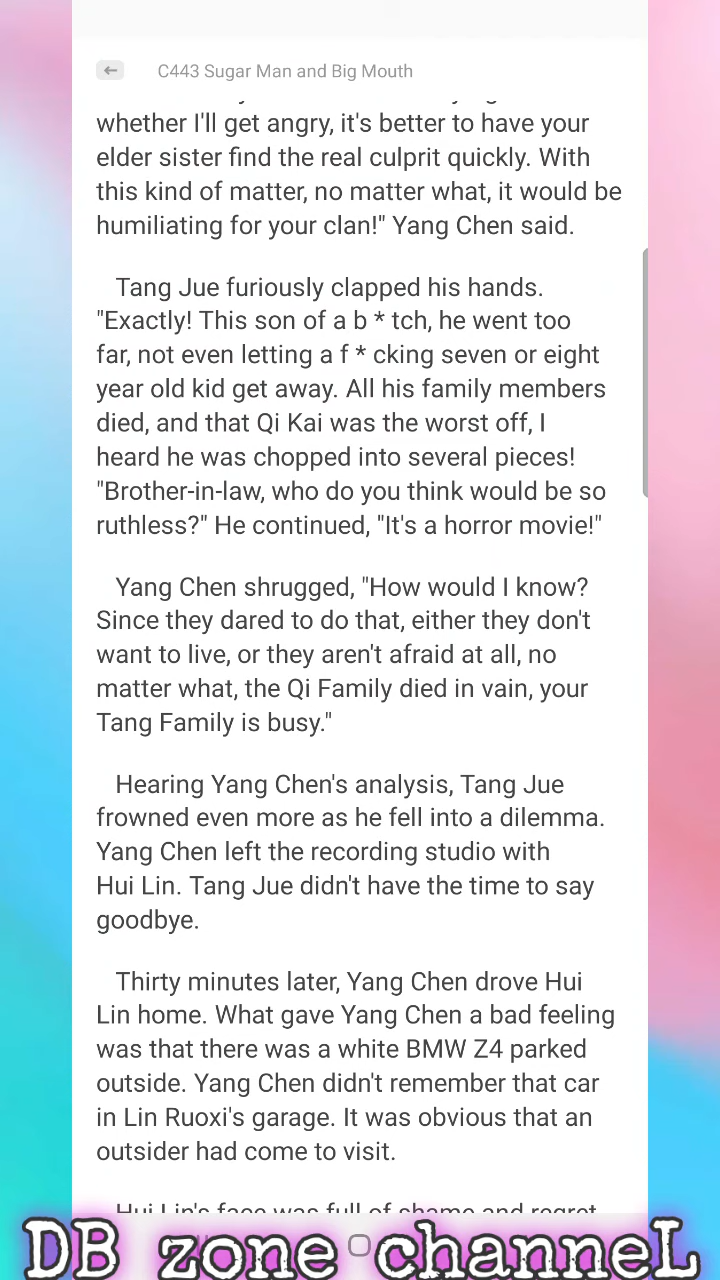 C443 Sugar Man and Big Mouth
whether I'll get angry, it's better to have your
elder sister find the real culprit quickly. With
this kind of matter, no matter what, it would be
humiliating for your clan!" Yang Chen said.
Tang Jue furiously clapped his hands.
"Exactly! This son of a b * tch, he went too
far, not even letting a f * cking seven or eight
year old kid get away. All his family members
died, and that Qi Kai was the worst off, I
heard he was chopped into several pieces!
"Brother-in-law, who do you think would be so
ruthless?" He continued, "It's a horror movie!"
Yang Chen shrugged, "How would I know?
Since they dared to do that, either they don't
want to live, or they aren't afraid at all, no
matter what, the Qi Family died in vain, your
Tang Family is busy."
Hearing Yang Chen's analysis, Tang Jue
frowned even more as he fell into a dilemma.
Yang Chen left the recording studio with
Hui Lin. Tang Jue didn't have the time to say
goodbye.
Thirty minutes later, Yang Chen drove Hui
Lin home. What gave Yang Chen a bad feeling
was that there was a white BMW Z4 parked
outside. Yang Chen didn't remember that car
in Lin Ruoxi's garage. It was obvious that an
outsider had come to visit.
Hui Lin's face was full of shame and regret
DB zone channeL